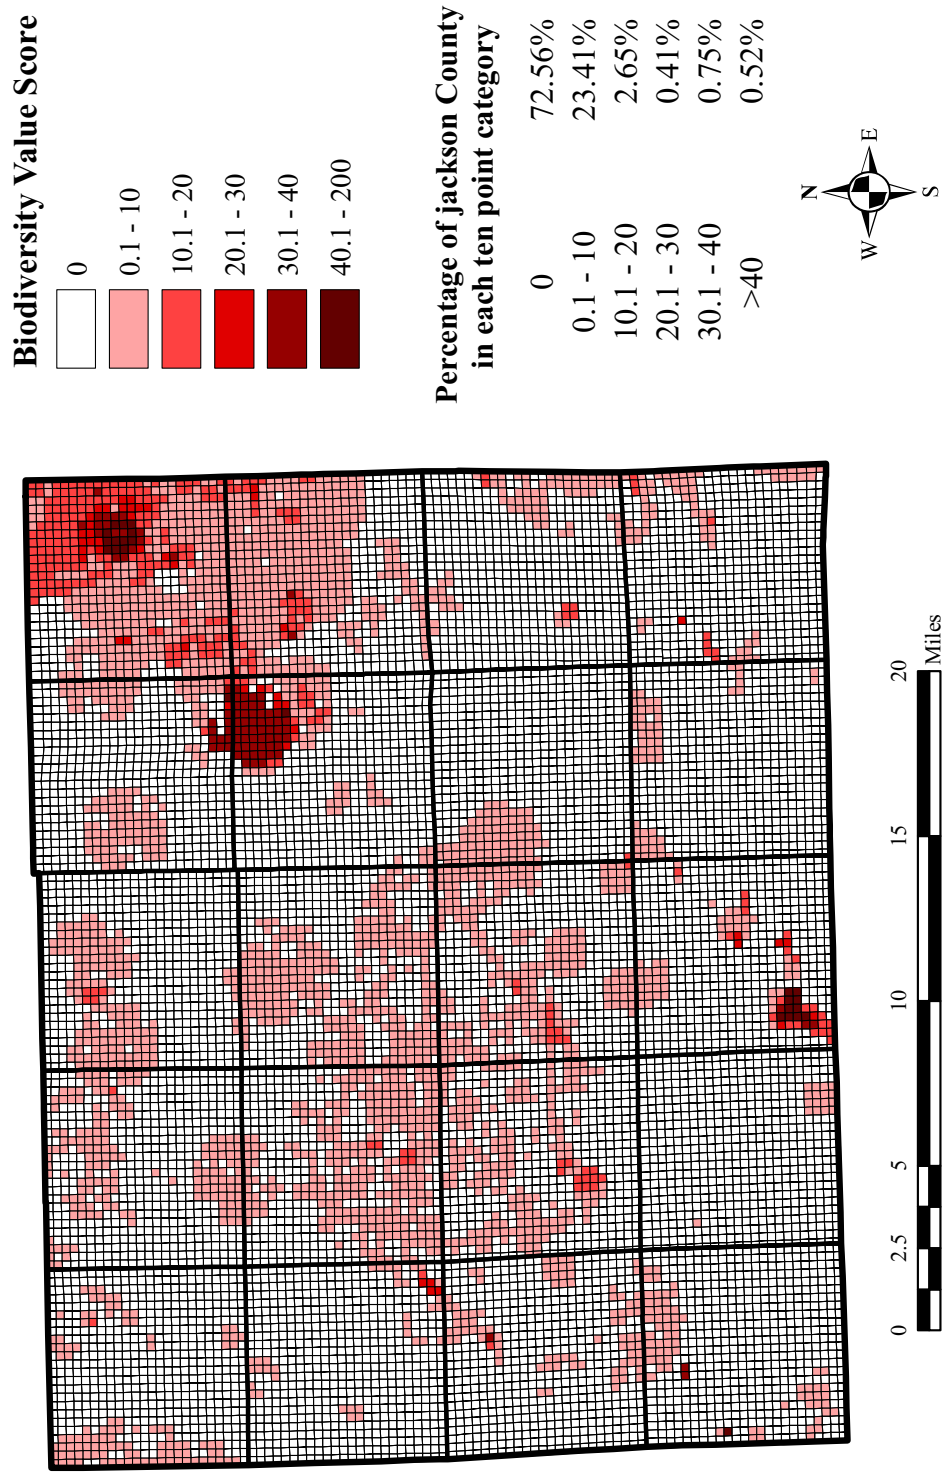 Biodiversity Value Score
0
0.1 - 10
10.1 - 20
20.1 - 30
30.1 - 40
40.1 - 200
Percentage of jackson County
in each ten point category
0 72.56%
0.1 - 10 23.41%
10.1 - 20 2.65%
20.1 - 30 0.41%
30.1 - 40 0.75%
>40 0.52%
N
W E
S
0 2.5 5 10 15 20
Miles